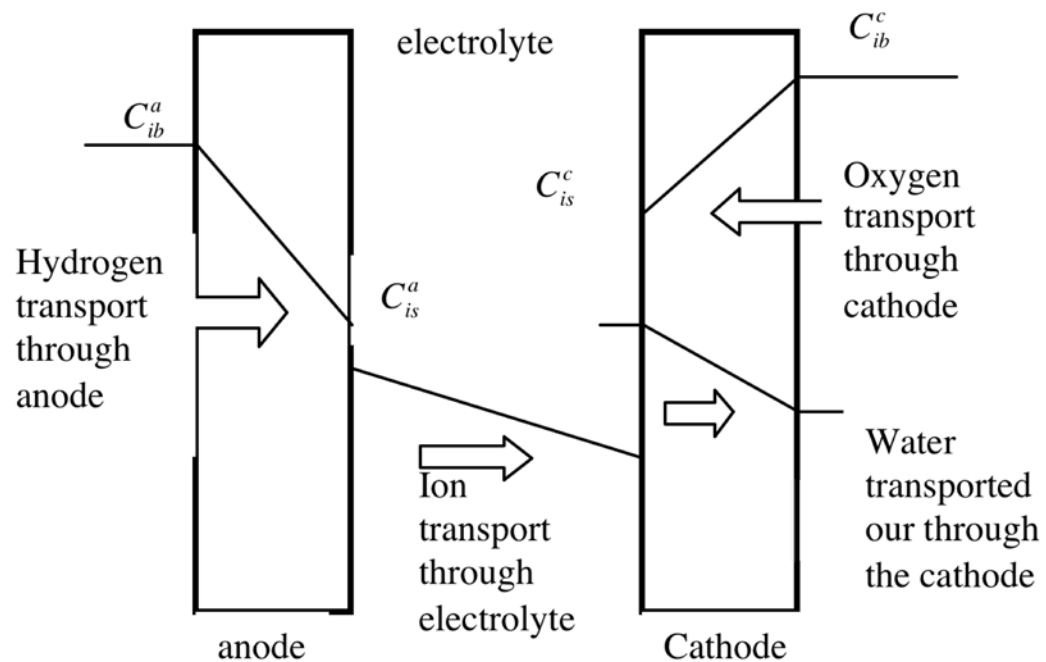 electrolyte
C^c_ib
C^a_ib
C^c_is
Oxygen
transport
through
cathode
Hydrogen
transport
through
anode
C^a_is
Ion
transport
through
electrolyte
Water
transported
our through
the cathode
anode
Cathode